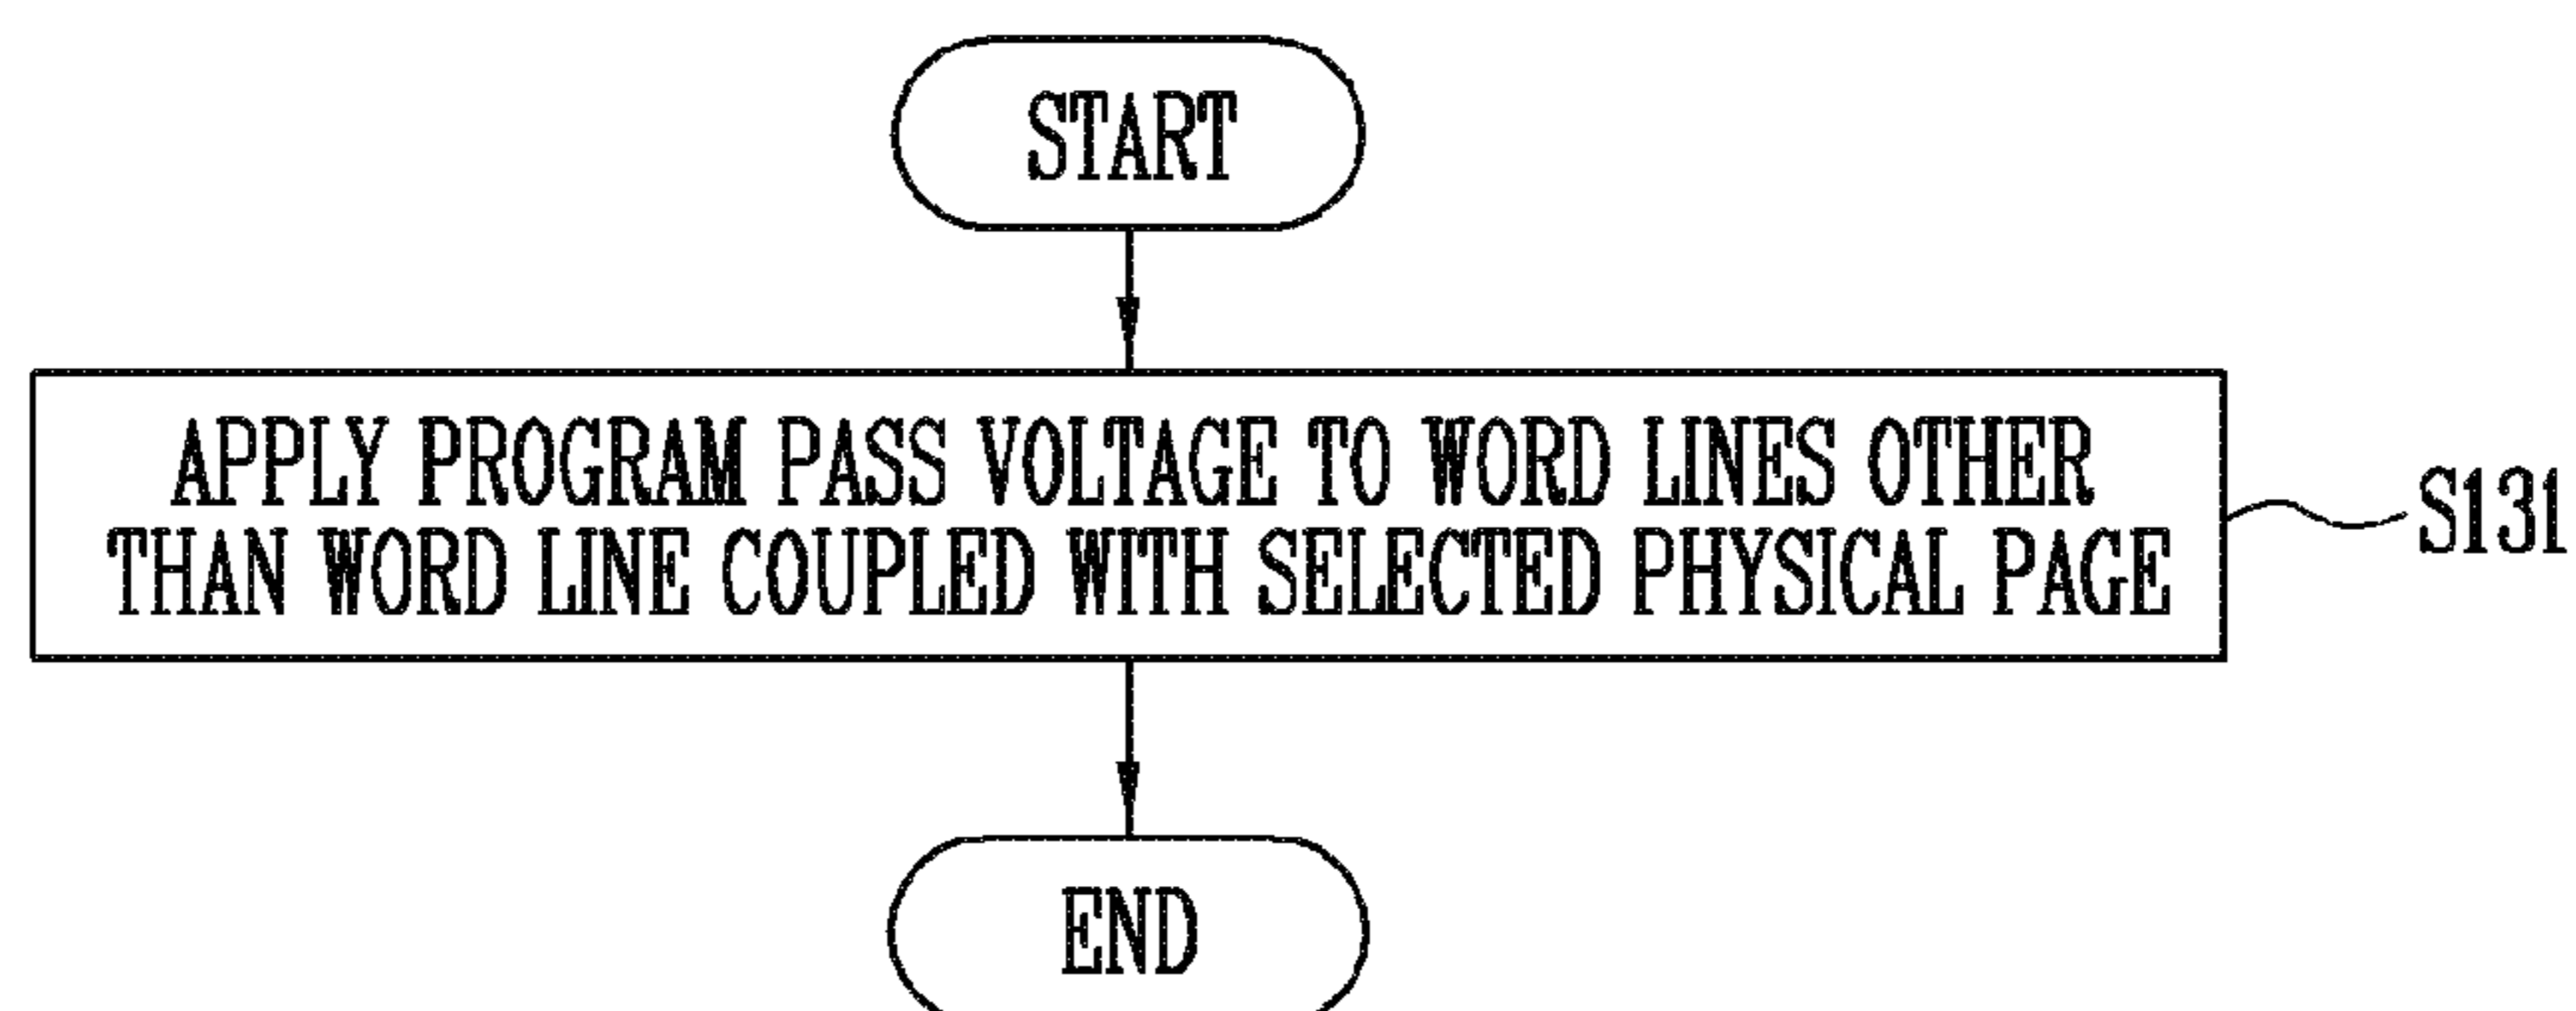 START
APPLY PROGRAM PASS VOLTAGE TO WORD LINES OTHER
THAN WORD LINE COUPLED WITH SELECTED PHYSICAL PAGE
S131
END